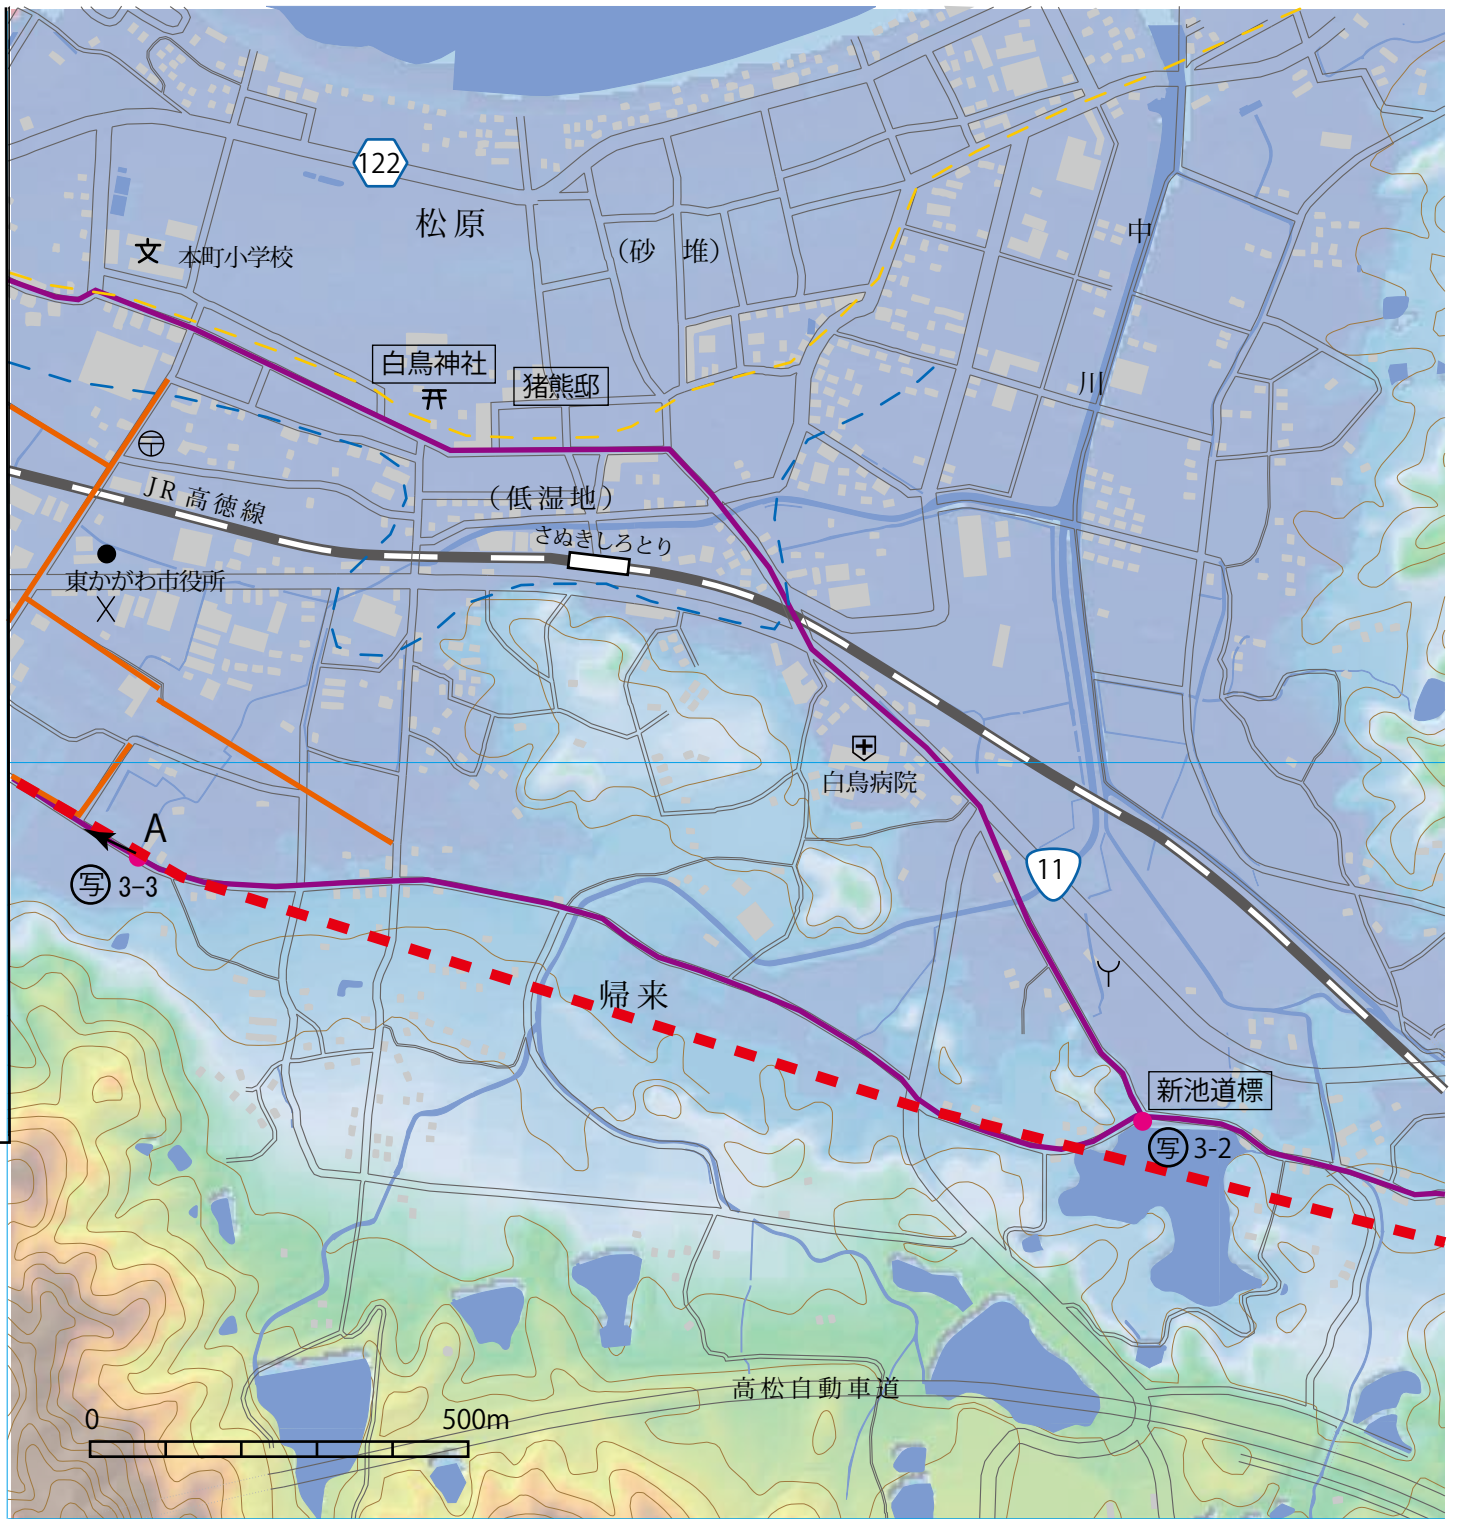 122
松原
（砂 堆）
中
川
本町小学校
白鳥神社
猪熊邸
JR 高徳線
（低湿地）
さぬきしろとり
東かがわ市役所
白鳥病院
A
写 3-3
11
帰来
新池道標
写 3-2
高松自動車道
0
500m